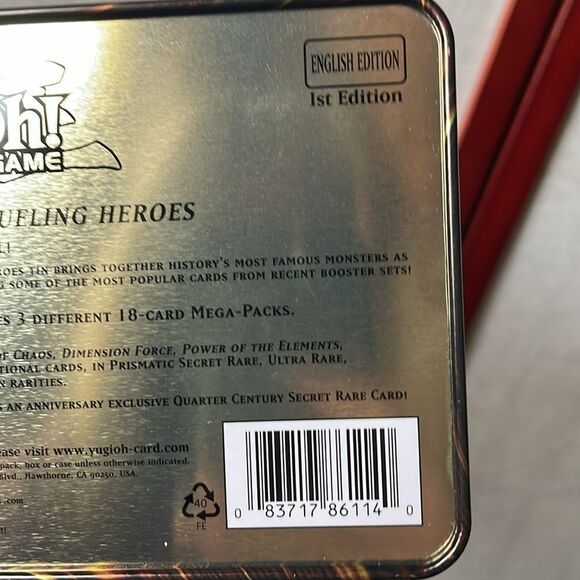 ENGLISH EDITION
1st Edition
Oh!
GAME
UELING HEROES
L!
ROES TIN BRINGS TOGETHER HISTORY'S MOST FAMOUS MONSTERS AS
G SOME OF THE MOST POPULAR CARDS FROM RECENT BOOSTER SETS!
ES 3 DIFFERENT 18-CARD MEGA-PACKS.
OF CHAOS, DIMENSION FORCE, POWER OF THE ELEMENTS,
TIONAL CARDS, IN PRISMATIC SECRET RARE, ULTRA RARE,
N RARITIES.
S AN ANNIVERSARY EXCLUSIVE QUARTER CENTURY SECRET RARE CARD!
ease visit www.yugioh-card.com
pack, box or case unless otherwise indicated.
Blvd., Hawthorne, CA 90250, USA.
.com
40
FE
0 83717 86114 0